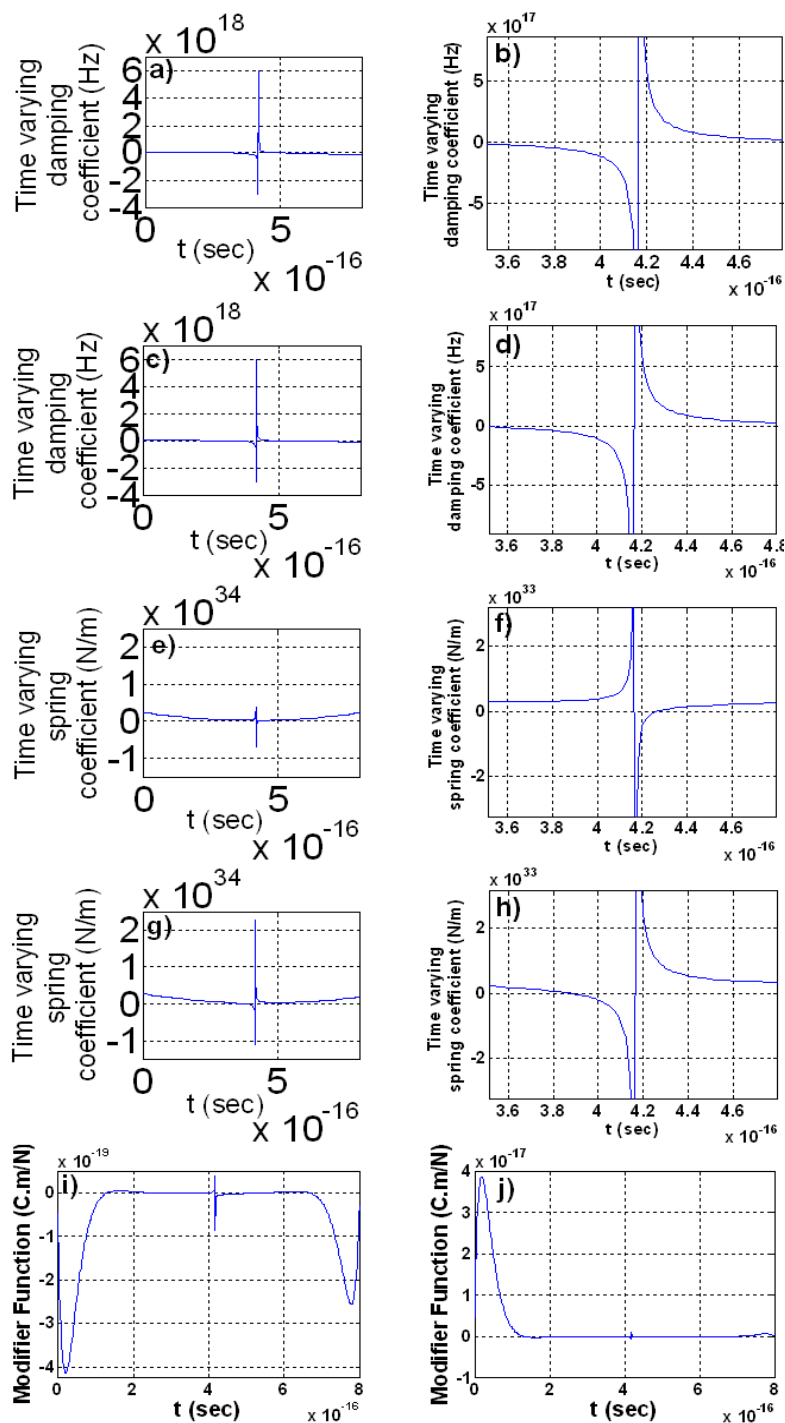 x 10^18
a)
Time varying
damping
coefficient (Hz)
6
4
2
0
-2
-4
0
5
t (sec)
x 10^-16
x 10^17
b)
Time varying
damping coefficient (Hz)
5
0
-5
3.6
3.8
4
4.2
4.4
4.6
t (sec)
x 10^-16
x 10^18
c)
Time varying
damping
coefficient (Hz)
6
4
2
0
-2
-4
0
5
t (sec)
x 10^-16
x 10^17
d)
Time varying
damping coefficient (Hz)
5
0
-5
3.6
3.8
4
4.2
4.4
4.6
4.8
t (sec)
x 10^-16
x 10^34
e)
Time varying
spring
coefficient (N/m)
2
1
0
-1
0
5
t (sec)
x 10^-16
x 10^33
f)
Time varying
spring coefficient (N/m)
2
0
-2
3.6
3.8
4
4.2
4.4
4.6
t (sec)
x 10^-16
x 10^34
g)
Time varying
spring
coefficient (N/m)
2
1
0
-1
0
5
t (sec)
x 10^-16
x 10^33
h)
Time varying
spring coefficient (N/m)
2
0
-2
3.6
3.8
4
4.2
4.4
4.6
t (sec)
x 10^-16
x 10^-19
i)
Modifier Function (C.m/N)
0
-1
-2
-3
-4
0
2
4
6
8
t (sec)
x 10^-16
x 10^-17
j)
Modifier Function (C.m/N)
4
3
2
1
0
-1
0
2
4
6
8
t (sec)
x 10^-16